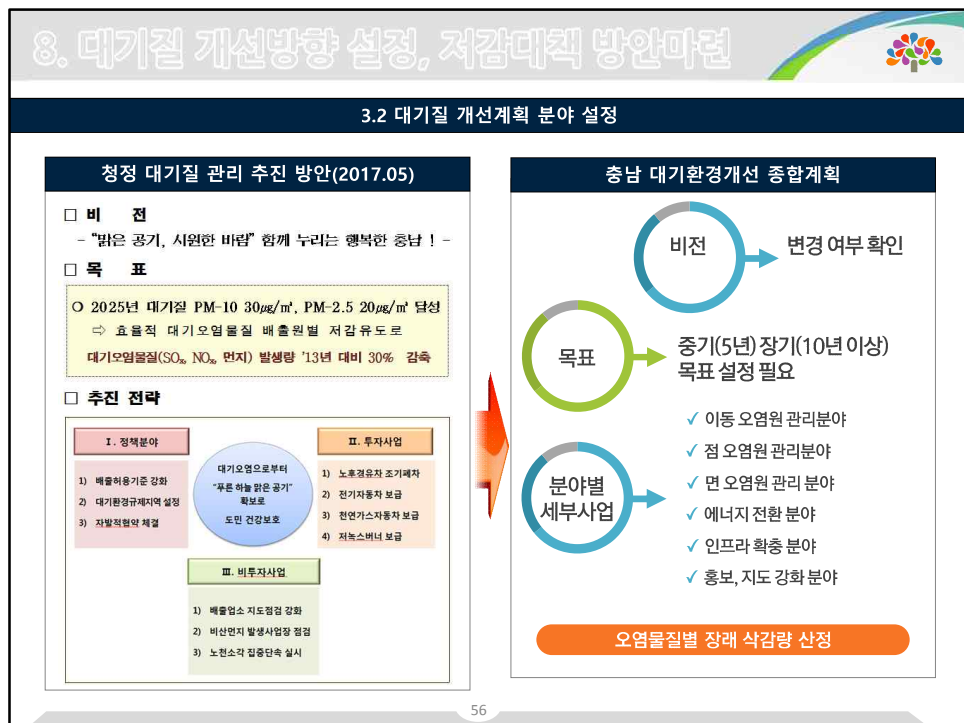 8. 대기질 개선방향 설정, 저감대책 방안마련
3.2 대기질 개선계획 분야 설정
청정 대기질 관리 추진 방안(2017.05)
□ 비 전
- “맑은 공기, 시원한 바람” 함께 누리는 행복한 충남 ! -
□ 목 표
○ 2025년 대기질 PM-10 30㎍/㎥, PM-2.5 20㎍/㎥ 달성
⇨ 효율적 대기오염물질 배출원별 저감유도로
대기오염물질(SOₓ, NOₓ, 먼지) 발생량 '13년 대비 30% 감축
□ 추진 전략
Ⅰ. 정책분야
1) 배출허용기준 강화
2) 대기환경규제지역 설정
3) 자발적협약 체결
대기오염으로부터
“푸른 하늘 맑은 공기”
확보로
도민 건강보호
Ⅱ. 투자사업
1) 노후경유차 조기폐차
2) 전기자동차 보급
3) 천연가스자동차 보급
4) 저녹스버너 보급
Ⅲ. 비투자사업
1) 배출업소 지도점검 강화
2) 비산먼지 발생사업장 점검
3) 노천소각 집중단속 실시
충남 대기환경개선 종합계획
비전
변경 여부 확인
목표
중기(5년) 장기(10년 이상)
목표 설정 필요
분야별
세부사업
✓ 이동 오염원 관리분야
✓ 점 오염원 관리분야
✓ 면 오염원 관리 분야
✓ 에너지 전환 분야
✓ 인프라 확충 분야
✓ 홍보, 지도 강화 분야
오염물질별 장래 삭감량 산정
56